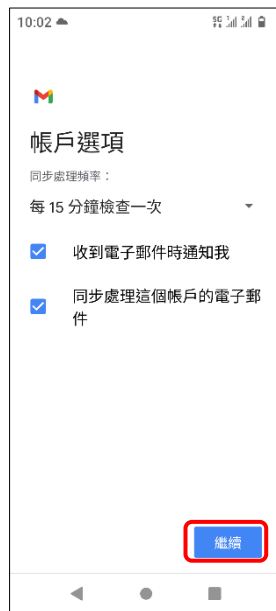 10:02
帳戶選項
同步處理頻率：
每 15 分鐘檢查一次
收到電子郵件時通知我
同步處理這個帳戶的電子郵
件
繼續